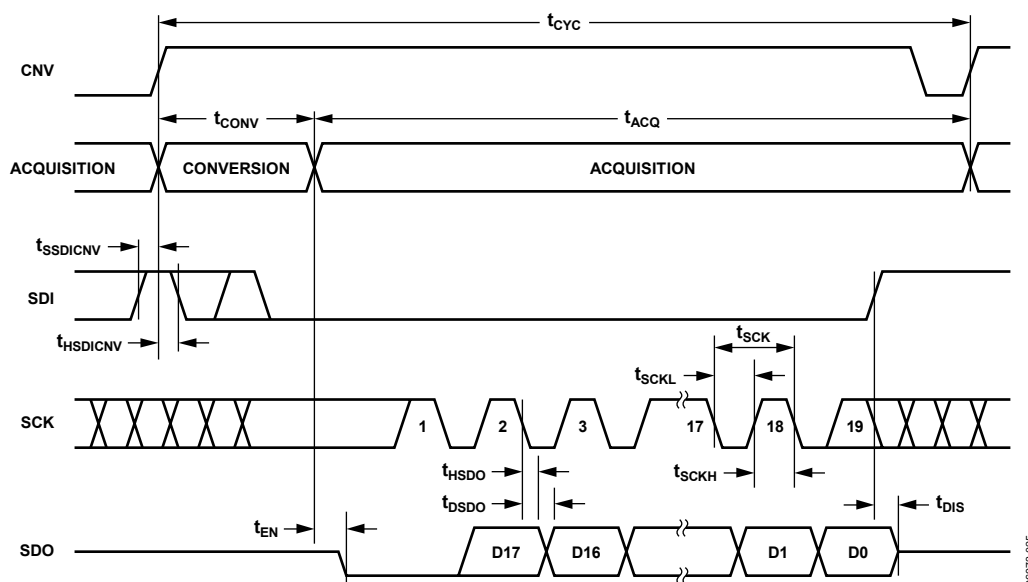 tCYC
CNV
tCONV
tACQ
ACQUISITION
CONVERSION
ACQUISITION
tSSDICNV
SDI
tHSDICNV
tSCK
tSCKL
SCK
1
2
3
17
18
19
tHSDO
tSCKH
tDSDO
tDIS
tEN
SDO
D17
D16
D1
D0